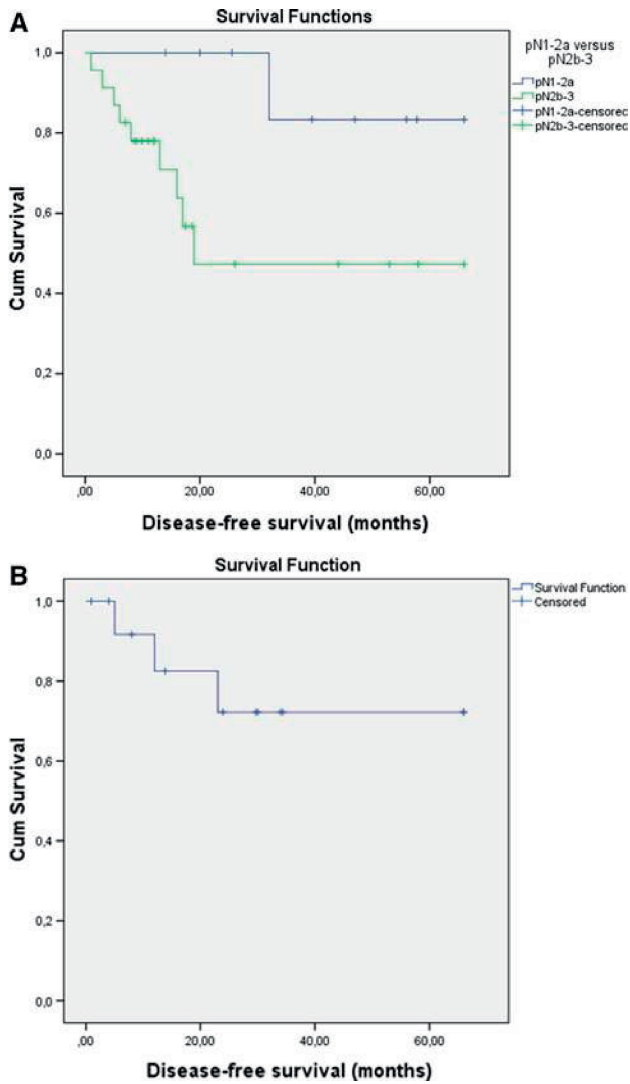 A
Survival Functions
pN1-2a versus
pN2b-3
pN1-2a
pN2b-3
pN1-2a-censored
pN2b-3-censored
1,0
0,8
0,6
0,4
0,2
0,0
Cum Survival
,00
20,00
40,00
60,00
Disease-free survival (months)
B
Survival Function
Survival Function
Censored
1,0
0,8
0,6
0,4
0,2
0,0
Cum Survival
,00
20,00
40,00
60,00
Disease-free survival (months)